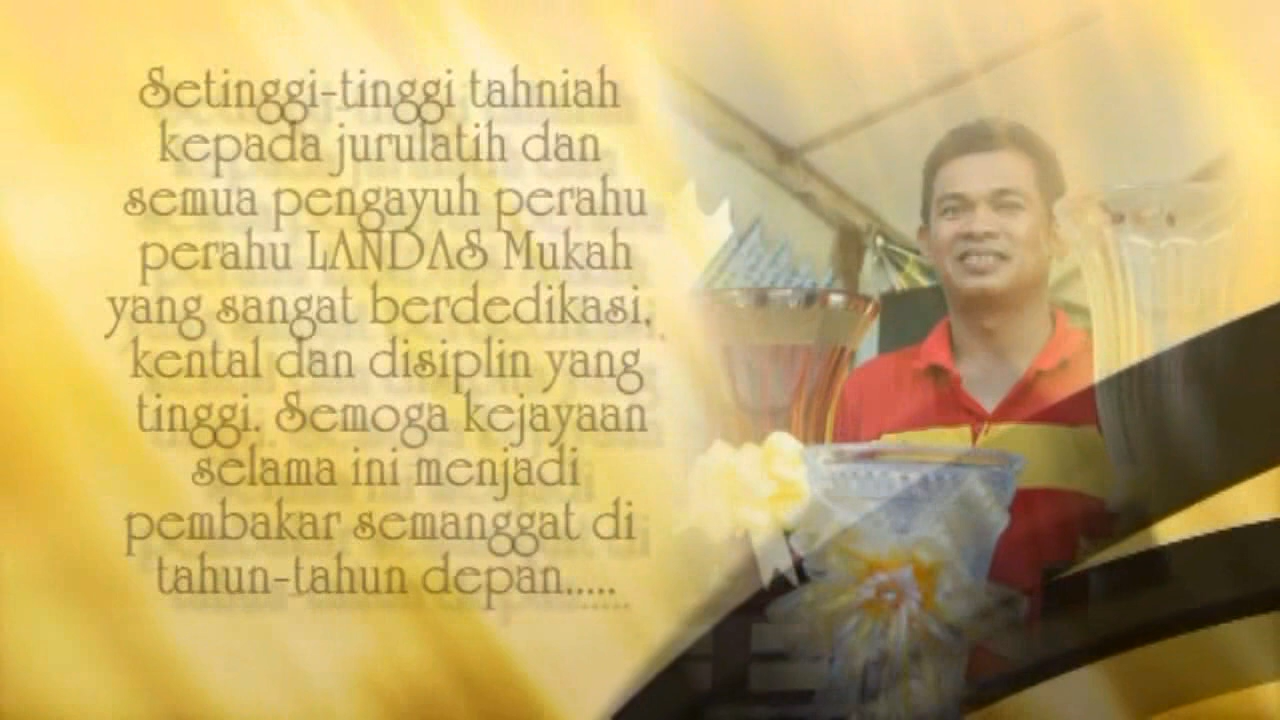 Setinggi-tinggi tahniah
kepada jurulatih dan
semua pengayuh perahu
perahu LANDAS Mukah
yang sangat berdedikasi,
kental dan disiplin yang
tinggi. Semoga kejayaan
selama ini menjadi
pembakar semanggat di
tahun-tahun depan.....